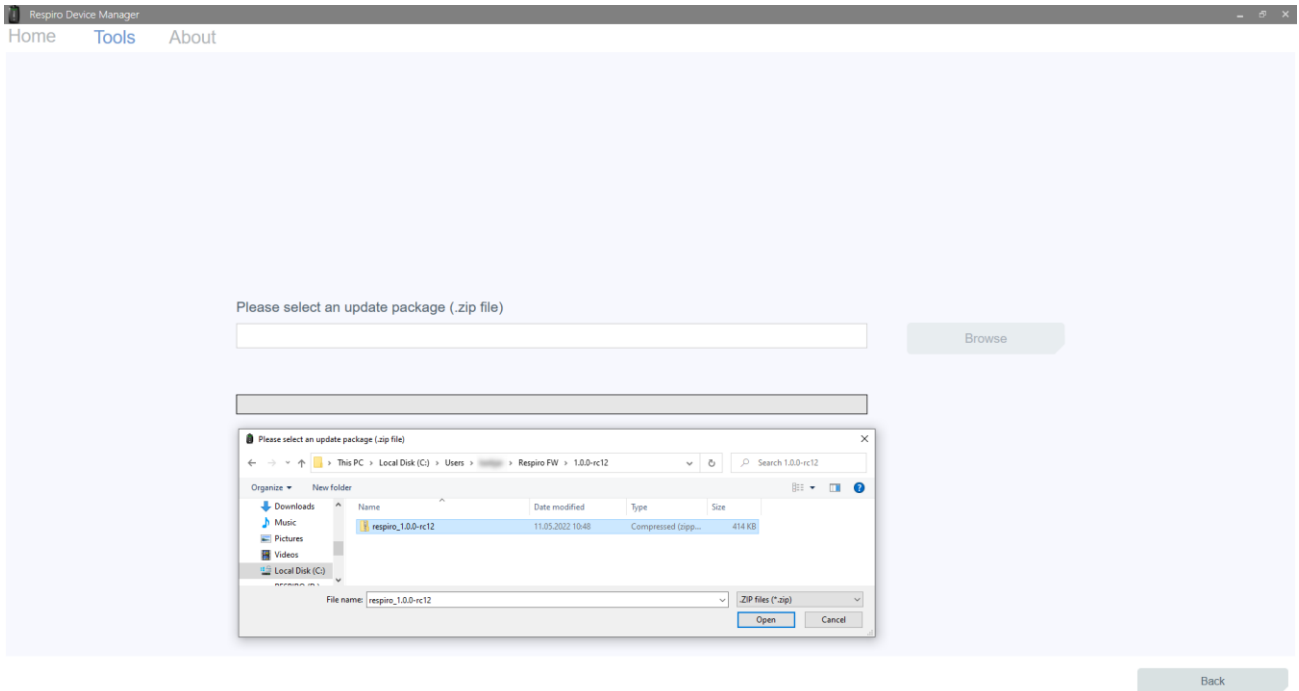 Respiro Device Manager
Home Tools About
Please select an update package (.zip file)
Browse
Please select an update package (.zip file)
This PC > Local Disk (C:) > Users > > Respiro FW > 1.0.0-rc12
Search 1.0.0-rc12
Organize New folder
Downloads
Music
Pictures
Videos
Local Disk (C:)
Name Date modified Type Size
respiro_1.0.0-rc12 11.05.2022 10:48 Compressed (zipp... 414 KB
File name: respiro_1.0.0-rc12 .ZIP files (*.zip)
Open Cancel
Back